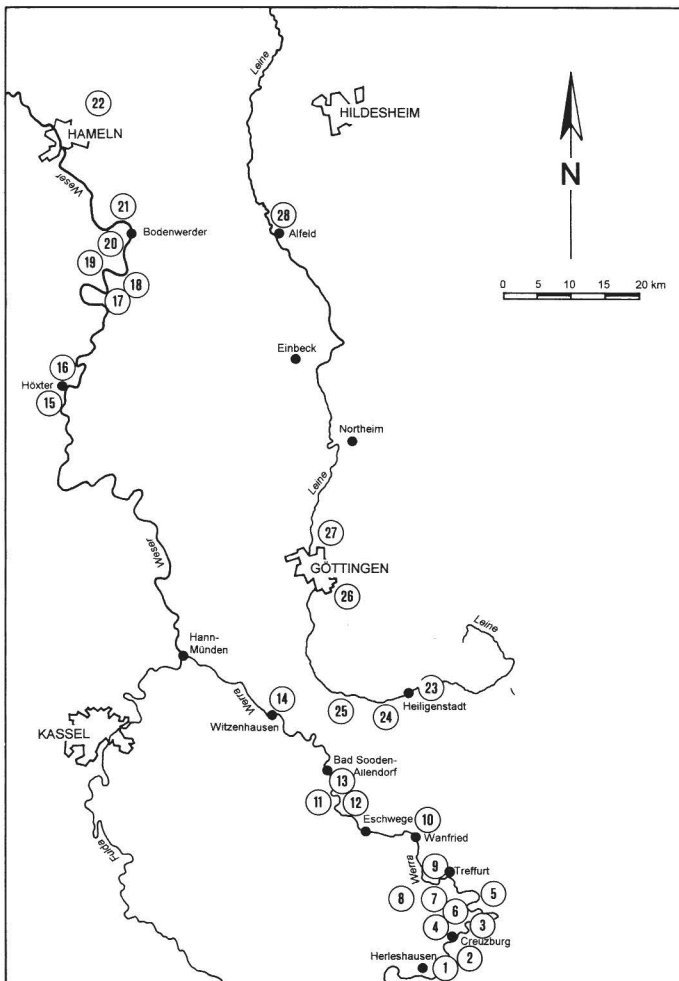 Leine
22
HILDESHEIM
HAMELN
Weser
N
21
28
Bodenwerder
Alfeld
20
19
18
17
0 5 10 15 20 km
Einbeck
16
Höxter
15
Northeim
Leine
27
Weser
GÖTTINGEN
26
Leine
Hann-
Münden
23
Heiligenstadt
14
25
24
Werra
Witzenhausen
KASSEL
Bad Sooden-
Allendorf
13
11
12
10
Eschwege
Wanfried
Fulda
Werra
9
Treffurt
8
7
5
6
4
3
Creuzburg
2
Herleshausen
1